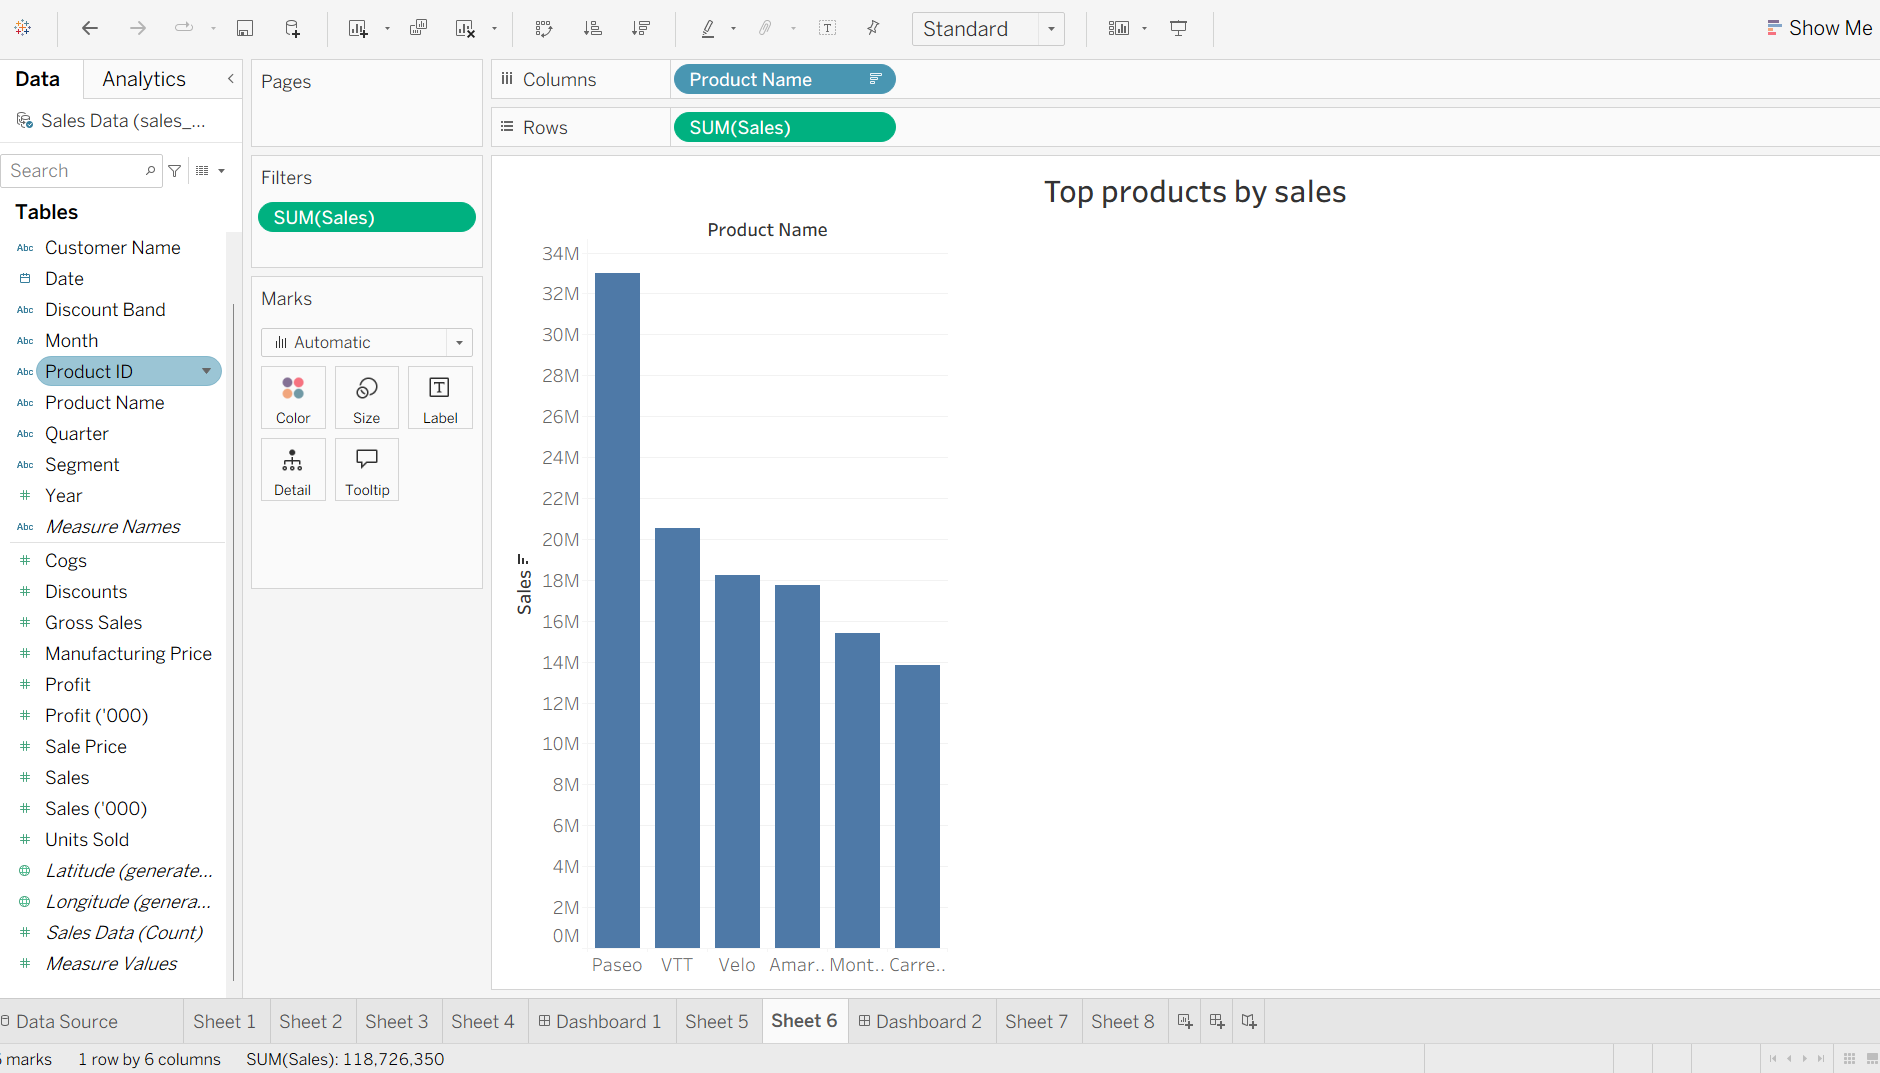 Standard
Show Me
Data
Analytics
Sales Data (sales_...
Search
Tables
Abc Customer Name
Date
Abc Discount Band
Abc Month
Abc Product ID
Abc Product Name
Abc Quarter
Abc Segment
# Year
Abc Measure Names
# Cogs
# Discounts
# Gross Sales
# Manufacturing Price
# Profit
# Profit ('000)
# Sale Price
# Sales
# Sales ('000)
# Units Sold
Latitude (generate...
Longitude (genera...
# Sales Data (Count)
# Measure Values
Pages
Filters
SUM(Sales)
Marks
Automatic
Color
Size
Label
Detail
Tooltip
Columns
Product Name
Rows
SUM(Sales)
Top products by sales
Product Name
Sales
34M
32M
30M
28M
26M
24M
22M
20M
18M
16M
14M
12M
10M
8M
6M
4M
2M
0M
Paseo VTT Velo Amar.. Mont.. Carre..
Data Source Sheet 1 Sheet 2 Sheet 3 Sheet 4 Dashboard 1 Sheet 5 Sheet 6 Dashboard 2 Sheet 7 Sheet 8
marks 1 row by 6 columns SUM(Sales): 118,726,350